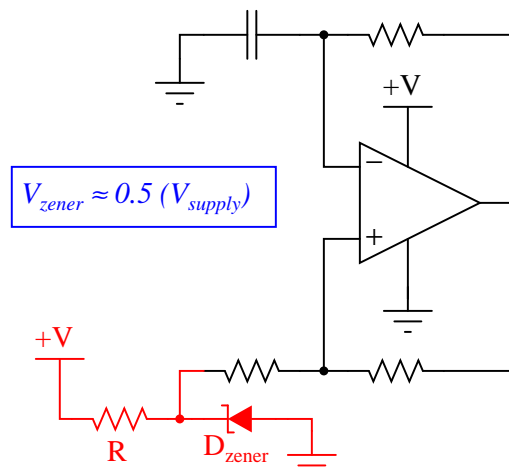 +V
−
V_zener ≈ 0.5 (V_supply)
+
+V
R
D_zener